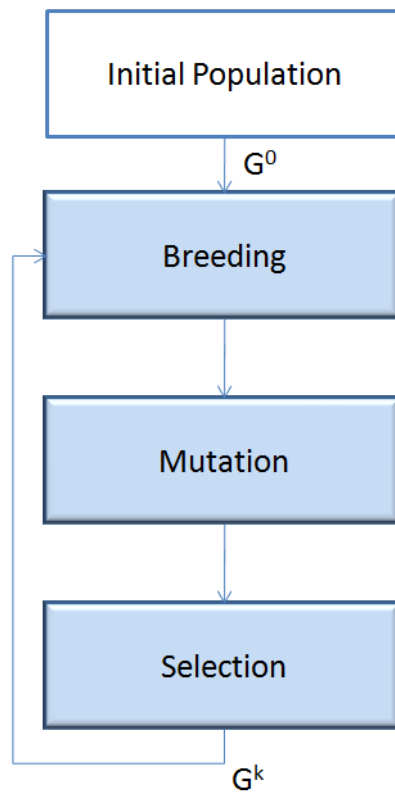 Initial Population
G⁰
Breeding
Mutation
Selection
Gᵏ